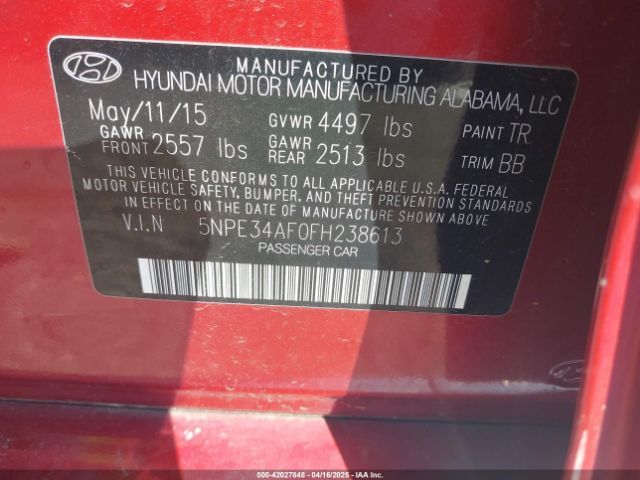 MANUFACTURED BY
HYUNDAI MOTOR MANUFACTURING ALABAMA, LLC
May/11/15 GVWR 4497 lbs PAINT TR
GAWR FRONT 2557 lbs GAWR REAR 2513 lbs TRIM BB
THIS VEHICLE CONFORMS TO ALL APPLICABLE U.S.A. FEDERAL
MOTOR VEHICLE SAFETY, BUMPER, AND THEFT PREVENTION STANDARDS
IN EFFECT ON THE DATE OF MANUFACTURE SHOWN ABOVE
V.I.N 5NPE34AF0FH238613
PASSENGER CAR
000-42027848 - 04/16/2025 - IAAI.COM